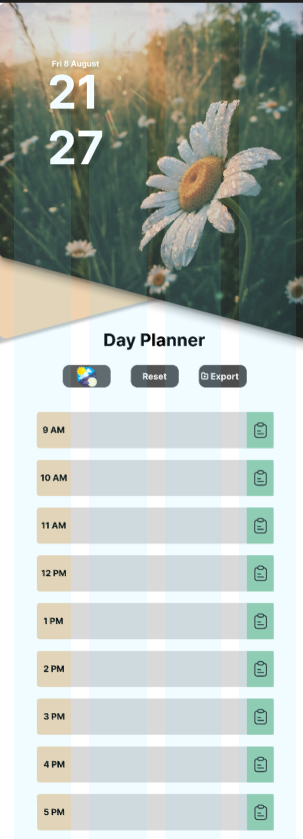 Fri 8 August
21
27
Day Planner
Reset
Export
9 AM
10 AM
11 AM
12 PM
1 PM
2 PM
3 PM
4 PM
5 PM